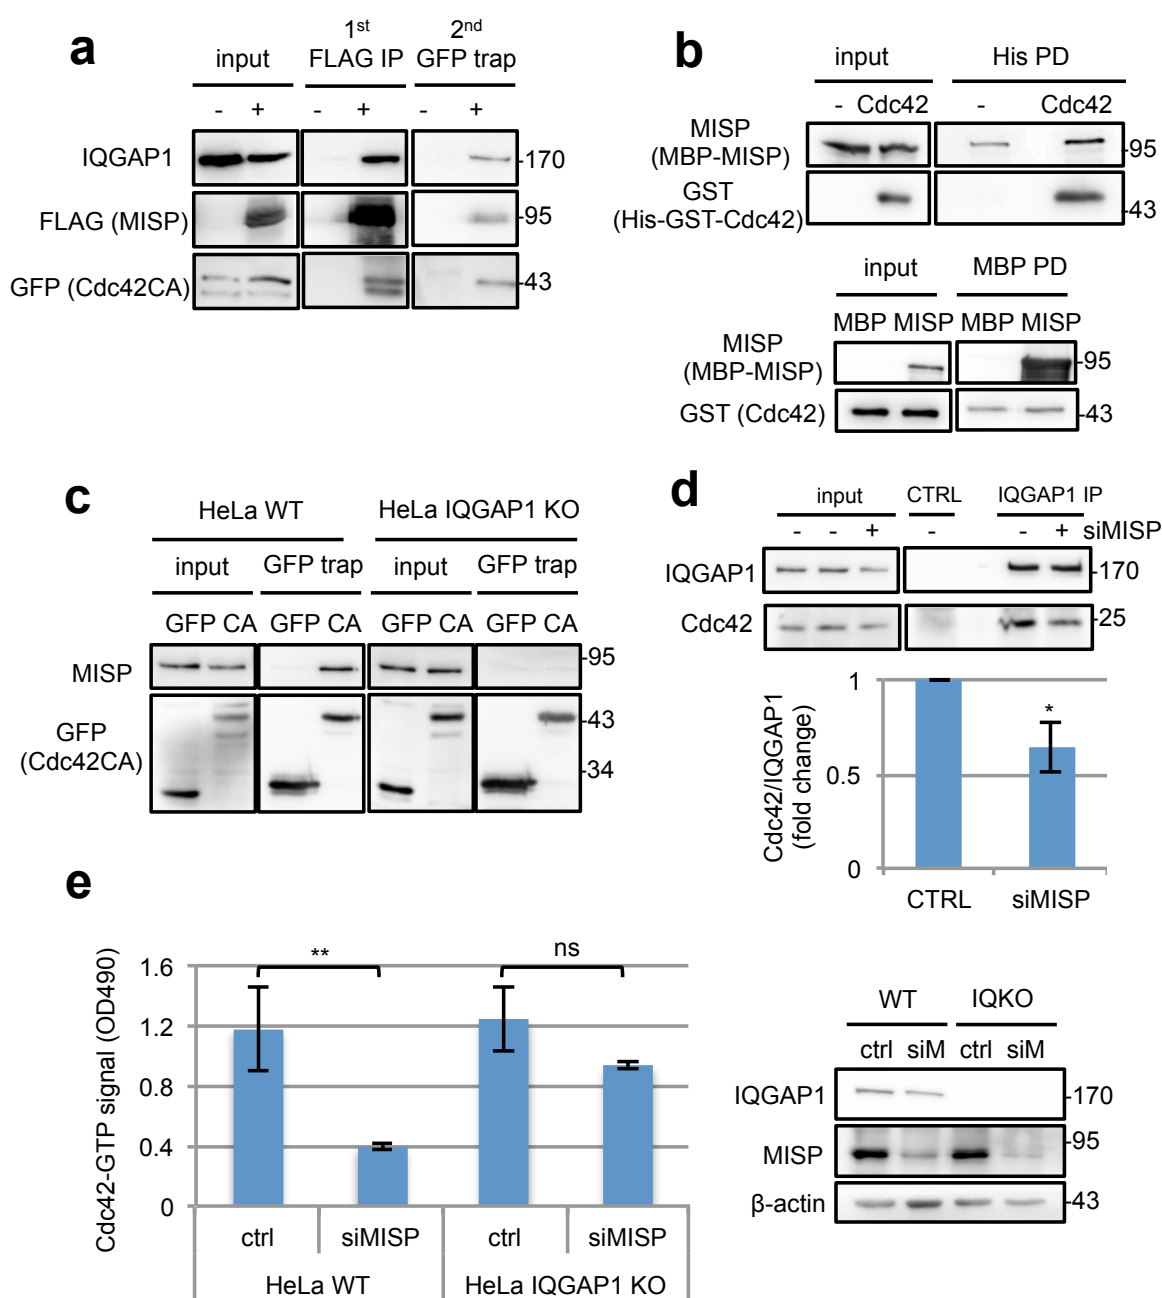 a
1st 2nd
input FLAG IP GFP trap
- + - + - +
IQGAP1 -170
FLAG (MISP) -95
GFP (Cdc42CA) -43
b
input His PD
- Cdc42 - Cdc42
MISP
(MBP-MISP) -95
GST
(His-GST-Cdc42) -43
input MBP PD
MBP MISP MBP MISP
MISP
(MBP-MISP) -95
GST (Cdc42) -43
c
HeLa WT HeLa IQGAP1 KO
input GFP trap input GFP trap
GFP CA GFP CA GFP CA GFP CA
MISP -95
GFP
(Cdc42CA) -43
-34
d
input CTRL IQGAP1 IP
- - + - - + siMISP
IQGAP1 -170
Cdc42 -25
Cdc42/IQGAP1
(fold change)
1
*
0.5
0
CTRL siMISP
e
Cdc42-GTP signal (OD490)
** ns
1.6
1.2
0.8
0.4
0
ctrl siMISP ctrl siMISP
HeLa WT HeLa IQGAP1 KO
WT IQKO
ctrl siM ctrl siM
IQGAP1 -170
MISP -95
β-actin -43